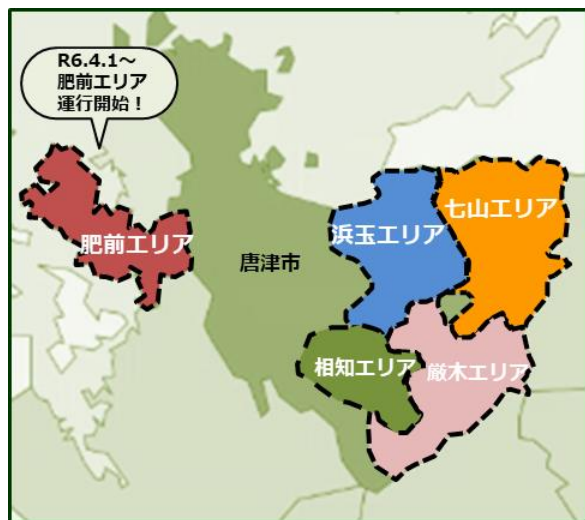 R6.4.1～
肥前エリア
運行開始！
七山エリア
浜玉エリア
肥前エリア
唐津市
相知エリア
厳木エリア